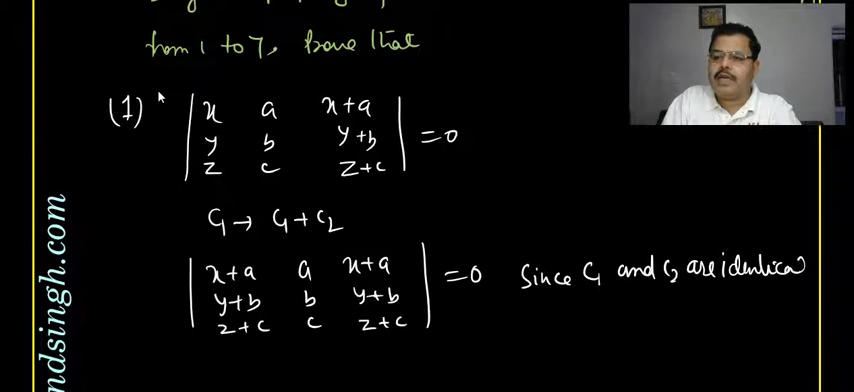 from 1 to 7, Prove that
(1) | x a x+a |
| y b y+b | =0
| z c z+c |
C1 → C1+C2
| x+a a x+a |
| y+b b y+b | =0 Since C1 and C3 are identical
| z+c c z+c |
ndsingh.com